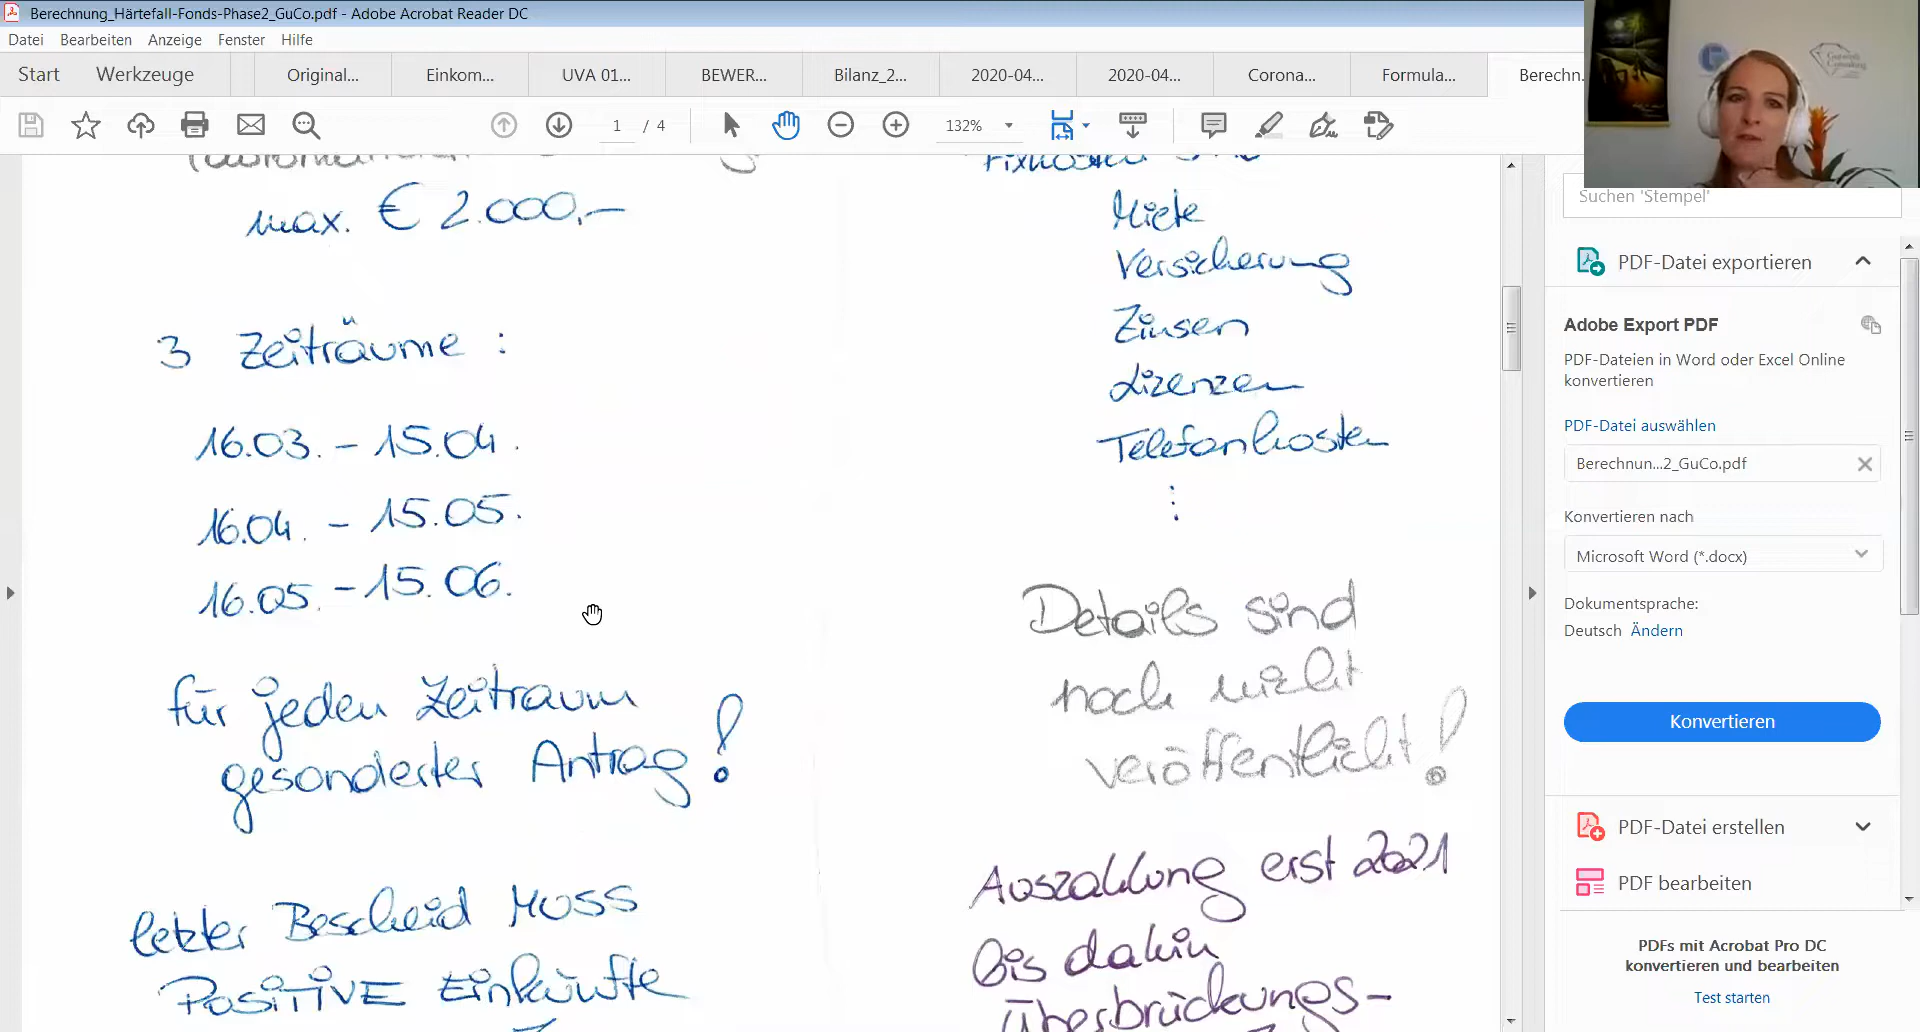 Berechnung_Härtefall-Fonds-Phase2_GuCo.pdf - Adobe Acrobat Reader DC
Datei Bearbeiten Anzeige Fenster Hilfe
Start Werkzeuge Original... Einkom... UVA 01... BEWER... Bilanz_2... 2020-04... 2020-04... Corona... Formula... Berechn.
1 / 4 132%
max. € 2.000,-
3 Zeiträume :
16.03. - 15.04.
16.04. - 15.05.
16.05. - 15.06.
für jeden Zeitraum
gesonderter Antrag !
letzter Bescheid MUSS
POSITIVE Einkünfte
Fixkosten
Miete
Versicherung
Zinsen
Lizenzen
Telefonkosten
⋮
Details sind
noch nicht
veröffentlicht !
Auszahlung erst 2021
bis dahin
Überbrückungs-
Suchen 'Stempel'
PDF-Datei exportieren
Adobe Export PDF
PDF-Dateien in Word oder Excel Online
konvertieren
PDF-Datei auswählen
Berechnun...2_GuCo.pdf
Konvertieren nach
Microsoft Word (*.docx)
Dokumentsprache:
Deutsch Ändern
Konvertieren
PDF-Datei erstellen
PDF bearbeiten
PDFs mit Acrobat Pro DC
konvertieren und bearbeiten
Test starten